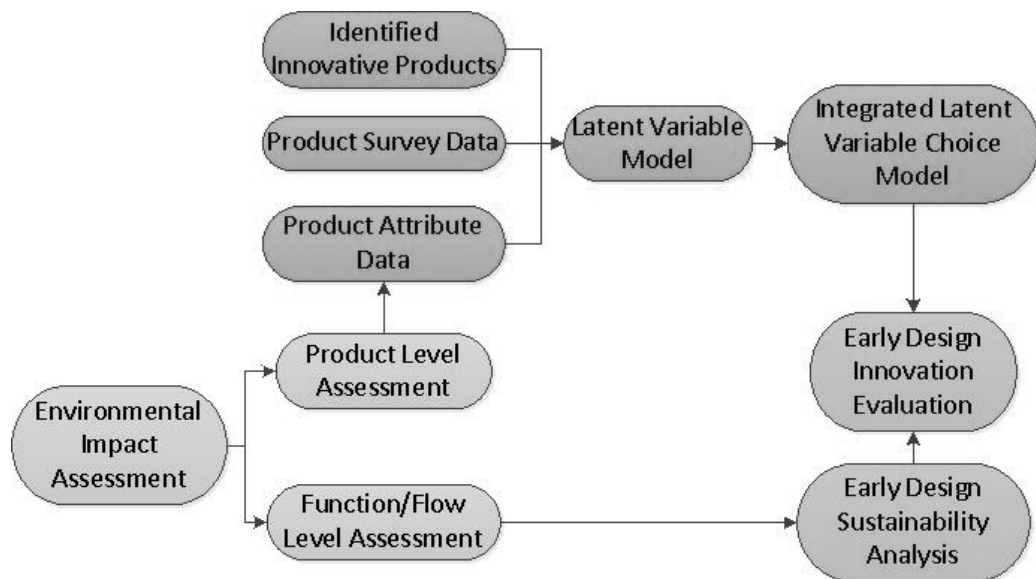 Identified
Innovative Products
Product Survey Data
Product Attribute
Data
Latent Variable
Model
Integrated Latent
Variable Choice
Model
Product Level
Assessment
Environmental
Impact
Assessment
Function/Flow
Level Assessment
Early Design
Innovation
Evaluation
Early Design
Sustainability
Analysis